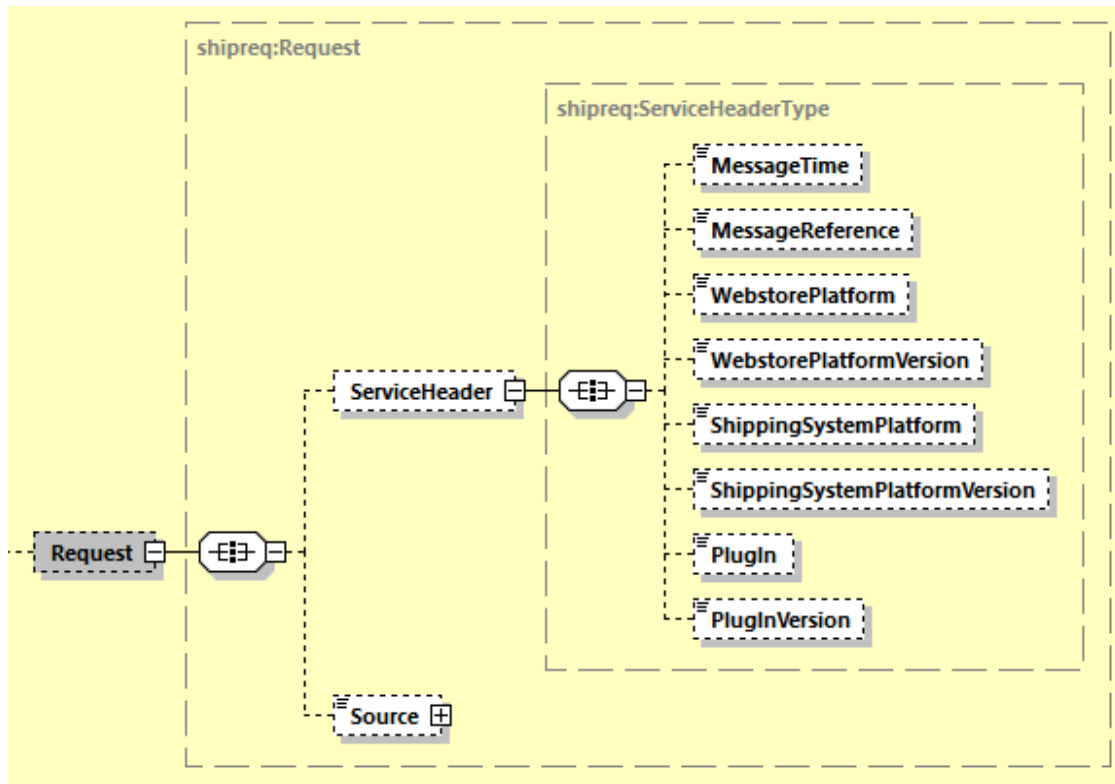 shipreq:Request
shipreq:ServiceHeaderType
MessageTime
MessageReference
WebstorePlatform
WebstorePlatformVersion
ServiceHeader
ShippingSystemPlatform
ShippingSystemPlatformVersion
Request
PlugIn
PlugInVersion
Source